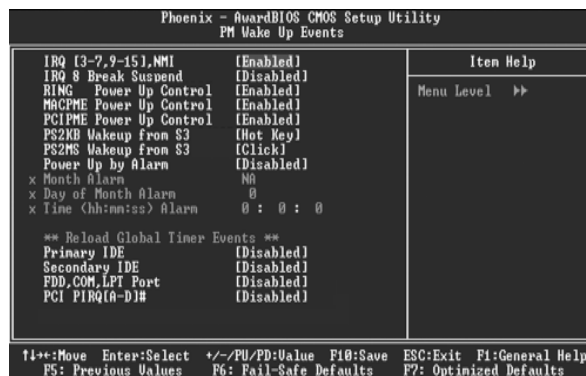 Phoenix - AwardBIOS CMOS Setup Utility
PM Wake Up Events
IRQ [3-7,9-15],NMI [Enabled]
IRQ 8 Break Suspend [Disabled]
RING Power Up Control [Enabled]
MACPME Power Up Control [Enabled]
PCIPME Power Up Control [Enabled]
PS2KB Wakeup from S3 [Hot Key]
PS2MS Wakeup from S3 [Click]
Power Up by Alarm [Disabled]
x Month Alarm NA
x Day of Month Alarm 0
x Time (hh:mm:ss) Alarm 0 : 0 : 0
** Reload Global Timer Events **
Primary IDE [Disabled]
Secondary IDE [Disabled]
FDD,COM,LPT Port [Disabled]
PCI PIRQ[A-D]# [Disabled]
Item Help
Menu Level ▸▸
↑↓→←:Move Enter:Select +/-/PU/PD:Value F10:Save ESC:Exit F1:General Help
F5: Previous Values F6: Fail-Safe Defaults F7: Optimized Defaults